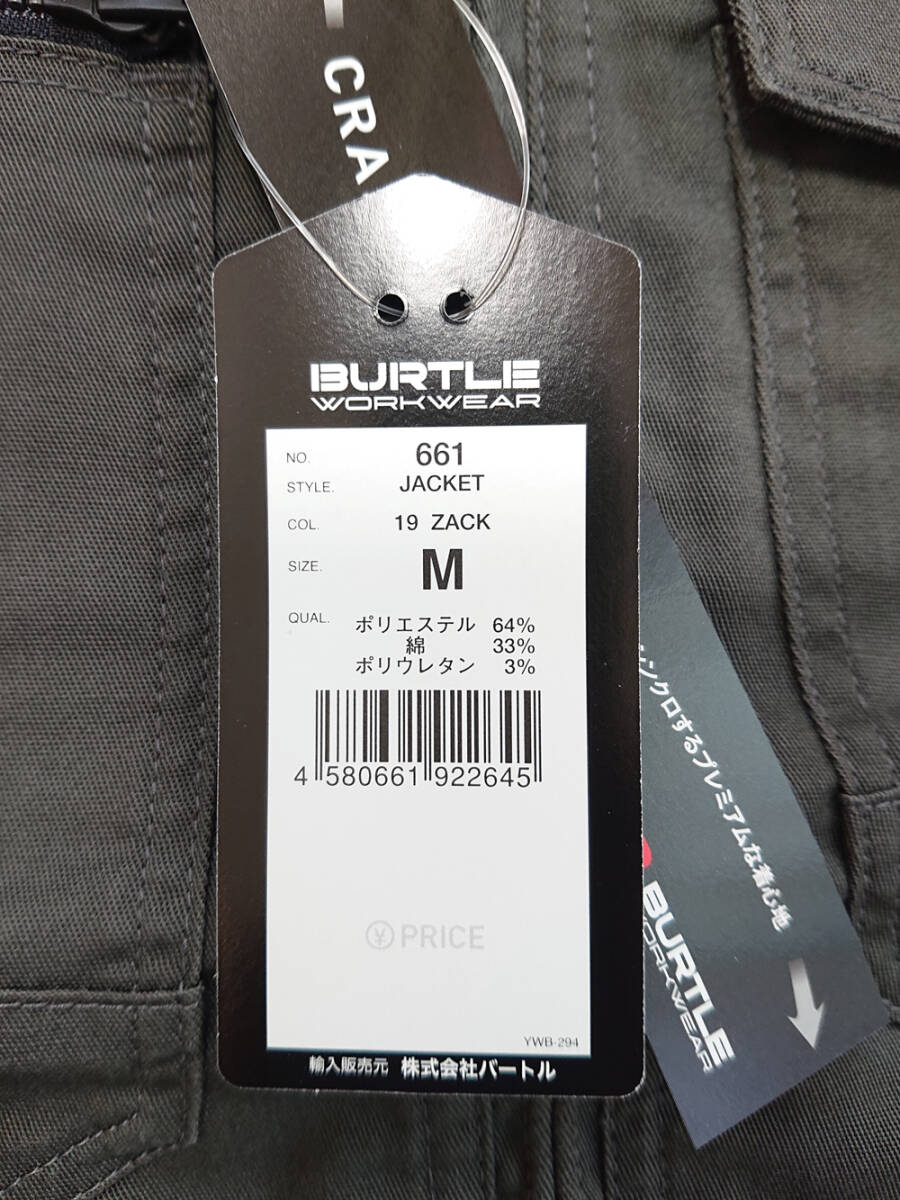 CRA
BURTLE
WORKWEAR
NO. 661
STYLE. JACKET
COL. 19 ZACK
SIZE. M
QUAL. ポリエステル 64%
綿 33%
ポリウレタン 3%
4 580661 922645
¥ PRICE
YWB-294
輸入販売元 株式会社バートル
シンクロするプレミアムな着心地
BURTLE
WORKWEAR